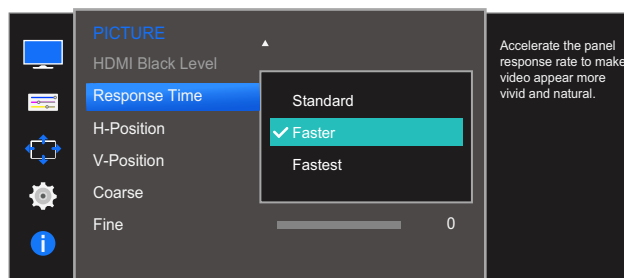 PICTURE
HDMI Black Level
Response Time
H-Position
V-Position
Coarse
Fine
Standard
Faster
Fastest
0
Accelerate the panel
response rate to make
video appear more
vivid and natural.